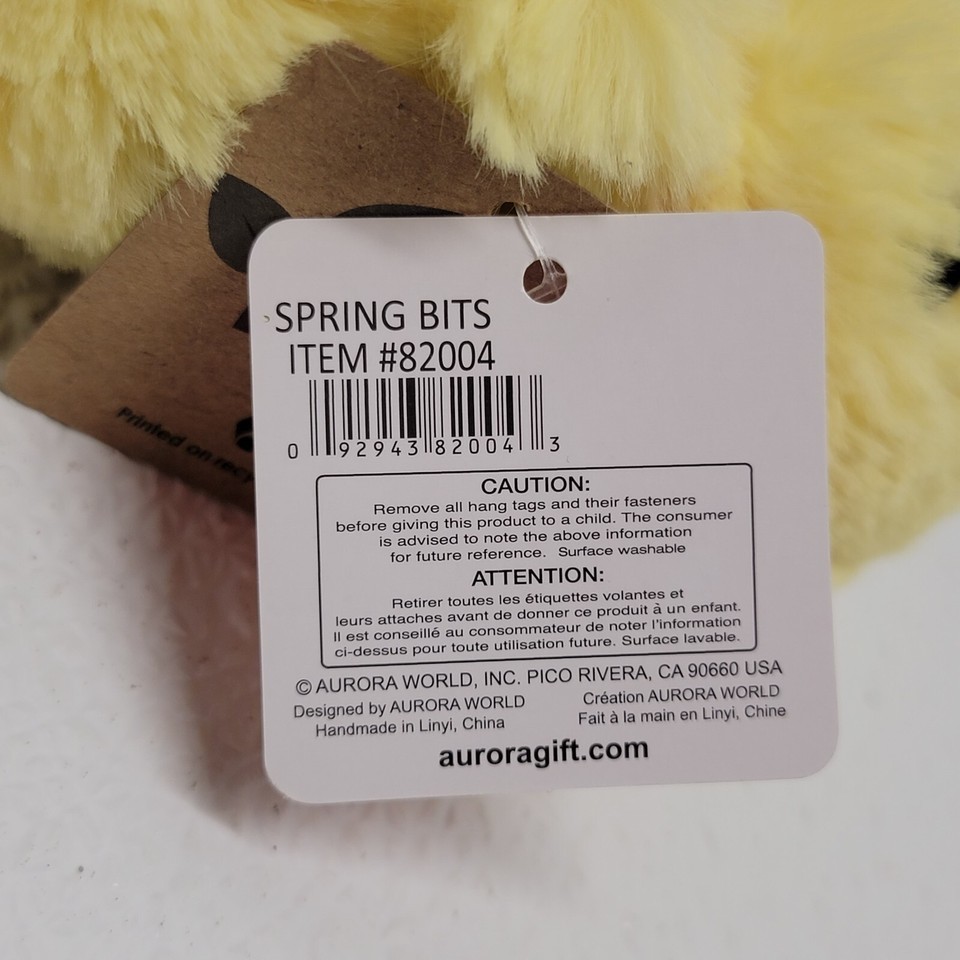 SPRING BITS
ITEM #82004
0 92943 82004 3
CAUTION:
Remove all hang tags and their fasteners
before giving this product to a child. The consumer
is advised to note the above information
for future reference. Surface washable
ATTENTION:
Retirer toutes les étiquettes volantes et
leurs attaches avant de donner ce produit à un enfant.
Il est conseillé au consommateur de noter l'information
ci-dessus pour toute utilisation future. Surface lavable.
© AURORA WORLD, INC. PICO RIVERA, CA 90660 USA
Designed by AURORA WORLD
Handmade in Linyi, China
Création AURORA WORLD
Fait à la main en Linyi, Chine
auroragift.com
Printed on